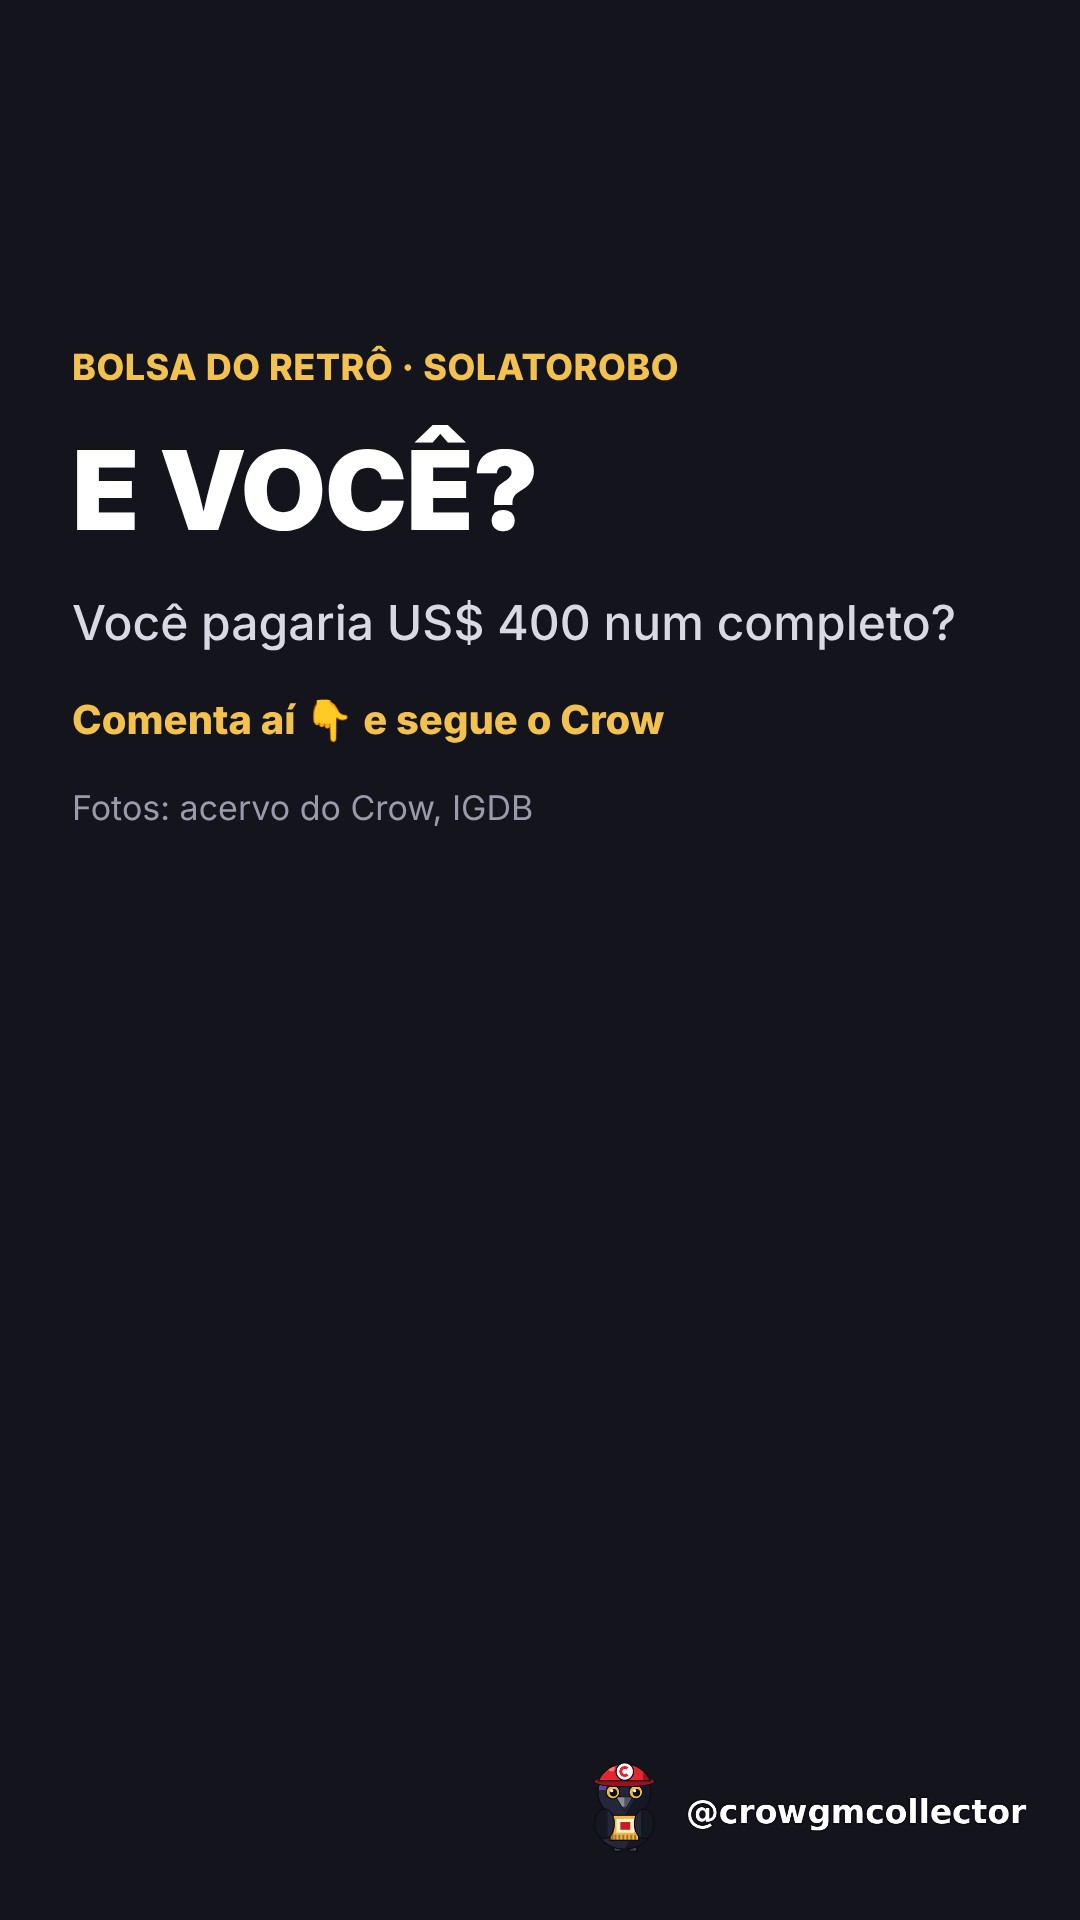 BOLSA DO RETRÔ · SOLATOROBO
E VOCÊ?
Você pagaria US$ 400 num completo?
Comenta aí 👇 e segue o Crow
Fotos: acervo do Crow, IGDB
@crowgmcollector